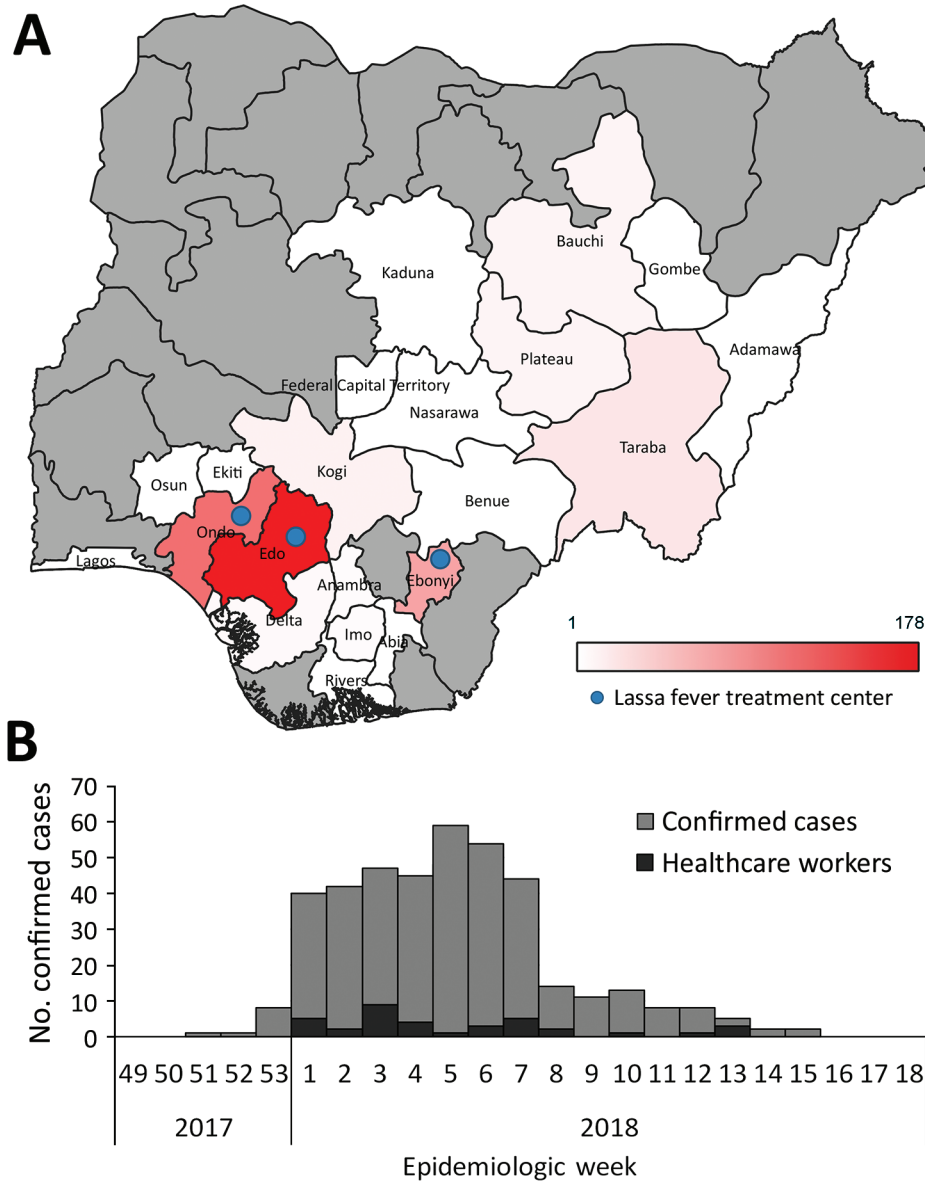 A
Bauchi
Gombe
Kaduna
Adamawa
Plateau
Federal Capital Territory
Nasarawa
Taraba
Kogi
Ekiti
Osun
Benue
Ondo
Edo
Lagos
Ebonyi
Anambra
Delta
Imo
Abia
Rivers
1 178
Lassa fever treatment center
B
No. confirmed cases
70
60
50
40
30
20
10
0
Confirmed cases
Healthcare workers
49 50 51 52 53 1 2 3 4 5 6 7 8 9 10 11 12 13 14 15 16 17 18
2017 2018
Epidemiologic week